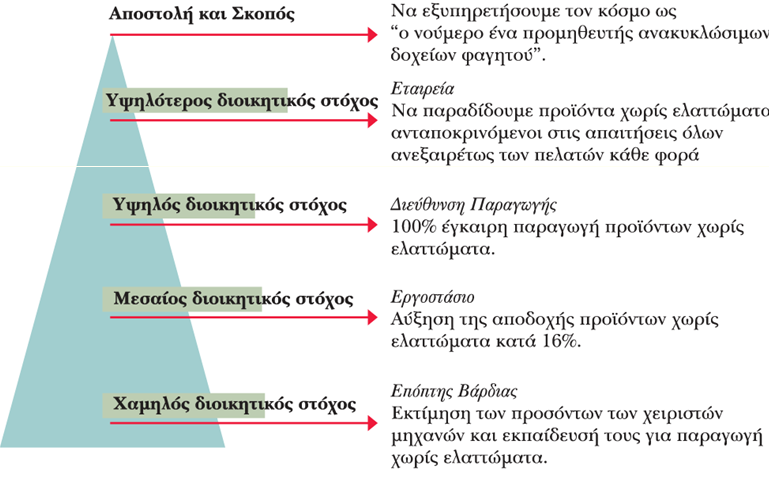 Αποστολή και Σκοπός
Να εξυπηρετήσουμε τον κόσμο ως
“ο νούμερο ένα προμηθευτής ανακυκλώσιμων
δοχείων φαγητού”.
Υψηλότερος διοικητικός στόχος
Εταιρεία
Να παραδίδουμε προϊόντα χωρίς ελαττώματα
ανταποκρινόμενοι στις απαιτήσεις όλων
ανεξαιρέτως των πελατών κάθε φορά
Υψηλός διοικητικός στόχος
Διεύθυνση Παραγωγής
100% έγκαιρη παραγωγή προϊόντων χωρίς
ελαττώματα.
Μεσαίος διοικητικός στόχος
Εργοστάσιο
Αύξηση της αποδοχής προϊόντων χωρίς
ελαττώματα κατά 16%.
Χαμηλός διοικητικός στόχος
Επόπτης Βάρδιας
Εκτίμηση των προσόντων των χειριστών
μηχανών και εκπαίδευσή τους για παραγωγή
χωρίς ελαττώματα.